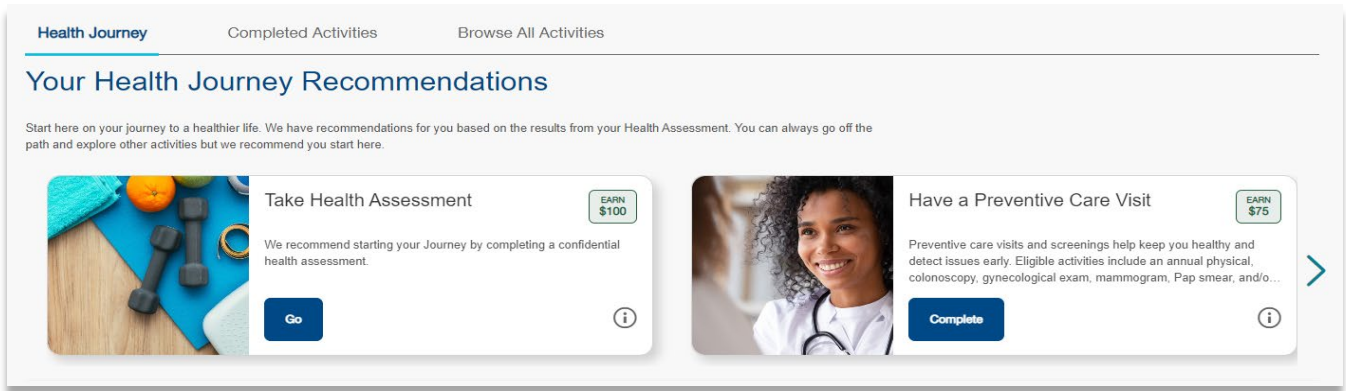 Health Journey
Completed Activities
Browse All Activities
Your Health Journey Recommendations
Start here on your journey to a healthier life. We have recommendations for you based on the results from your Health Assessment. You can always go off the
path and explore other activities but we recommend you start here.
Take Health Assessment
EARN
$100
We recommend starting your Journey by completing a confidential
health assessment.
Go
Have a Preventive Care Visit
EARN
$75
Preventive care visits and screenings help keep you healthy and
detect issues early. Eligible activities include an annual physical,
colonoscopy, gynecological exam, mammogram, Pap smear, and/o...
Complete